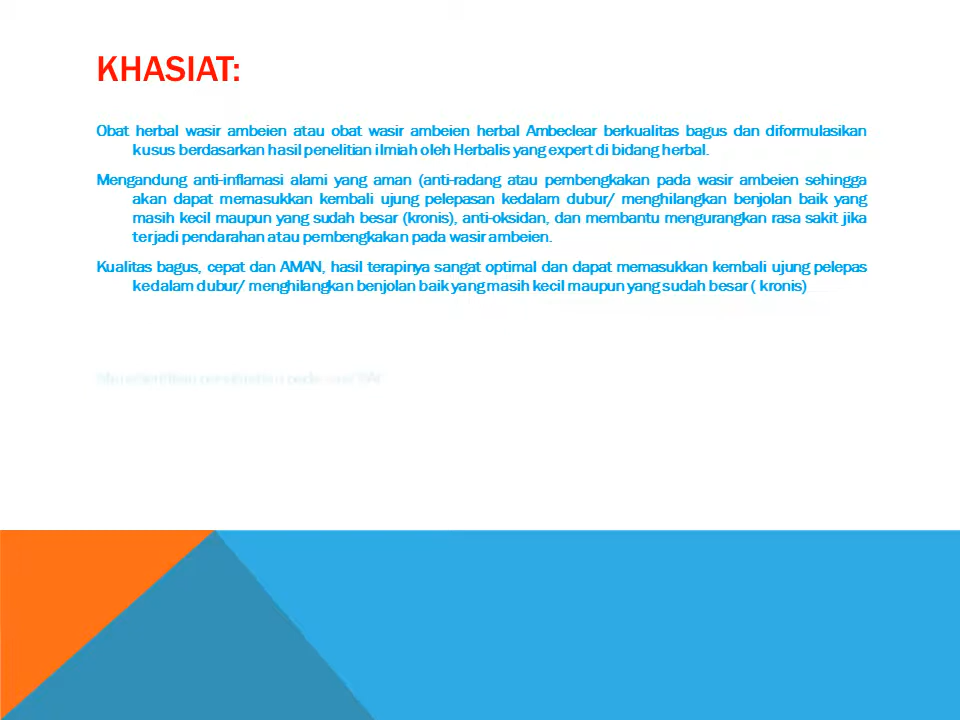 KHASIAT:
Obat herbal wasir ambeien atau obat wasir ambeien herbal Ambeclear berkualitas bagus dan diformulasikan
kusus berdasarkan hasil penelitian ilmiah oleh Herbalis yang expert di bidang herbal.
Mengandung anti-inflamasi alami yang aman (anti-radang atau pembengkakan pada wasir ambeien sehingga
akan dapat memasukkan kembali ujung pelepasan kedalam dubur/ menghilangkan benjolan baik yang
masih kecil maupun yang sudah besar (kronis), anti-oksidan, dan membantu mengurangkan rasa sakit jika
terjadi pendarahan atau pembengkakan pada wasir ambeien.
Kualitas bagus, cepat dan AMAN, hasil terapinya sangat optimal dan dapat memasukkan kembali ujung pelepas
kedalam dubur/ menghilangkan benjolan baik yang masih kecil maupun yang sudah besar ( kronis)